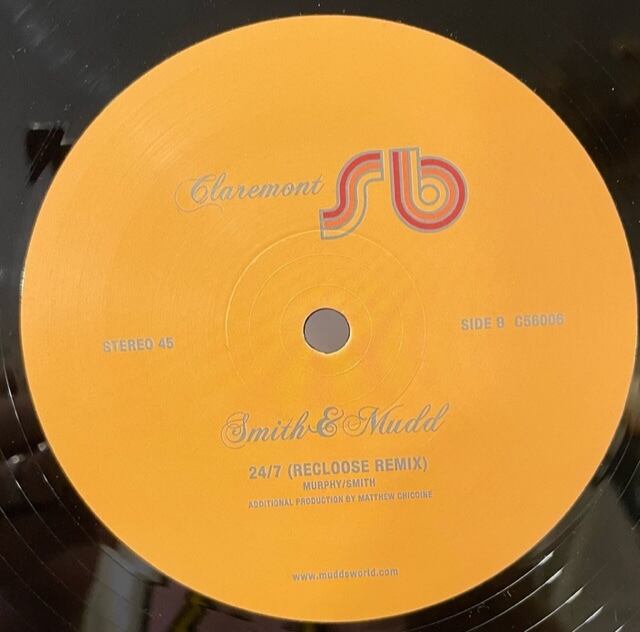 Claremont 56
STEREO 45
SIDE B C56006
Smith & Mudd
24/7 (RECLOOSE REMIX)
MURPHY/SMITH
ADDITIONAL PRODUCTION BY MATTHEW CHICOINE
www.muddsworld.com